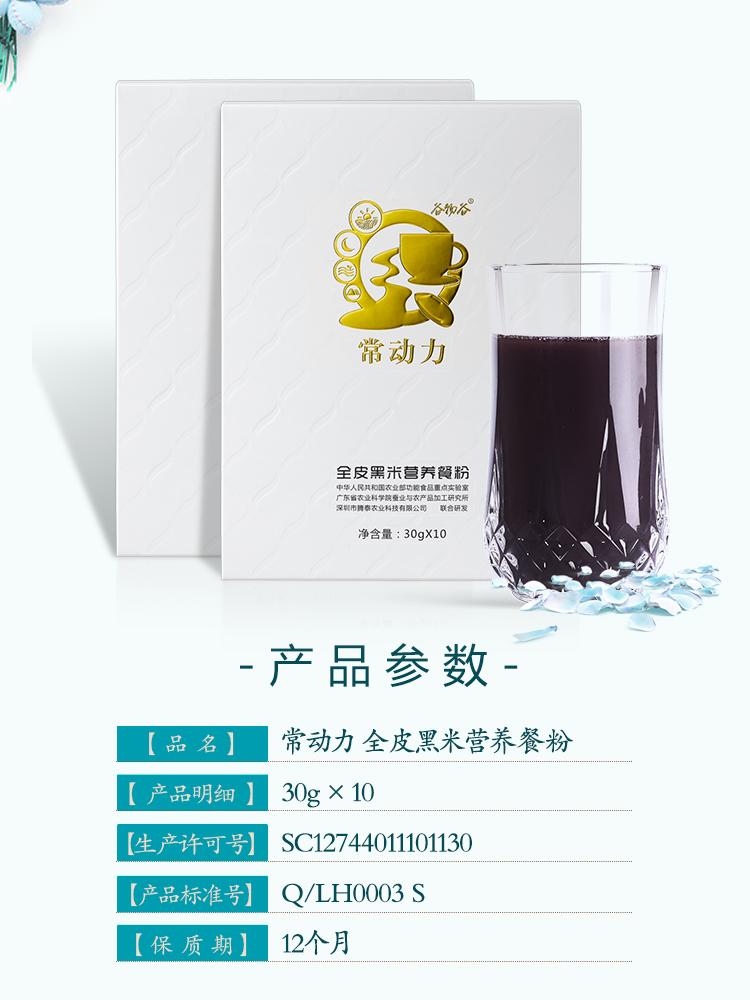 谷物谷®
常动力
全皮黑米营养餐粉
中华人民共和国农业部功能食品重点实验室
广东省农业科学院蚕业与农产品加工研究所
深圳市腾泰农业科技有限公司 联合研发
净含量：30gX10
-产品参数-
【品名】 常动力 全皮黑米营养餐粉
【产品明细】 30g × 10
【生产许可号】 SC12744011101130
【产品标准号】 Q/LH0003 S
【保质期】 12个月